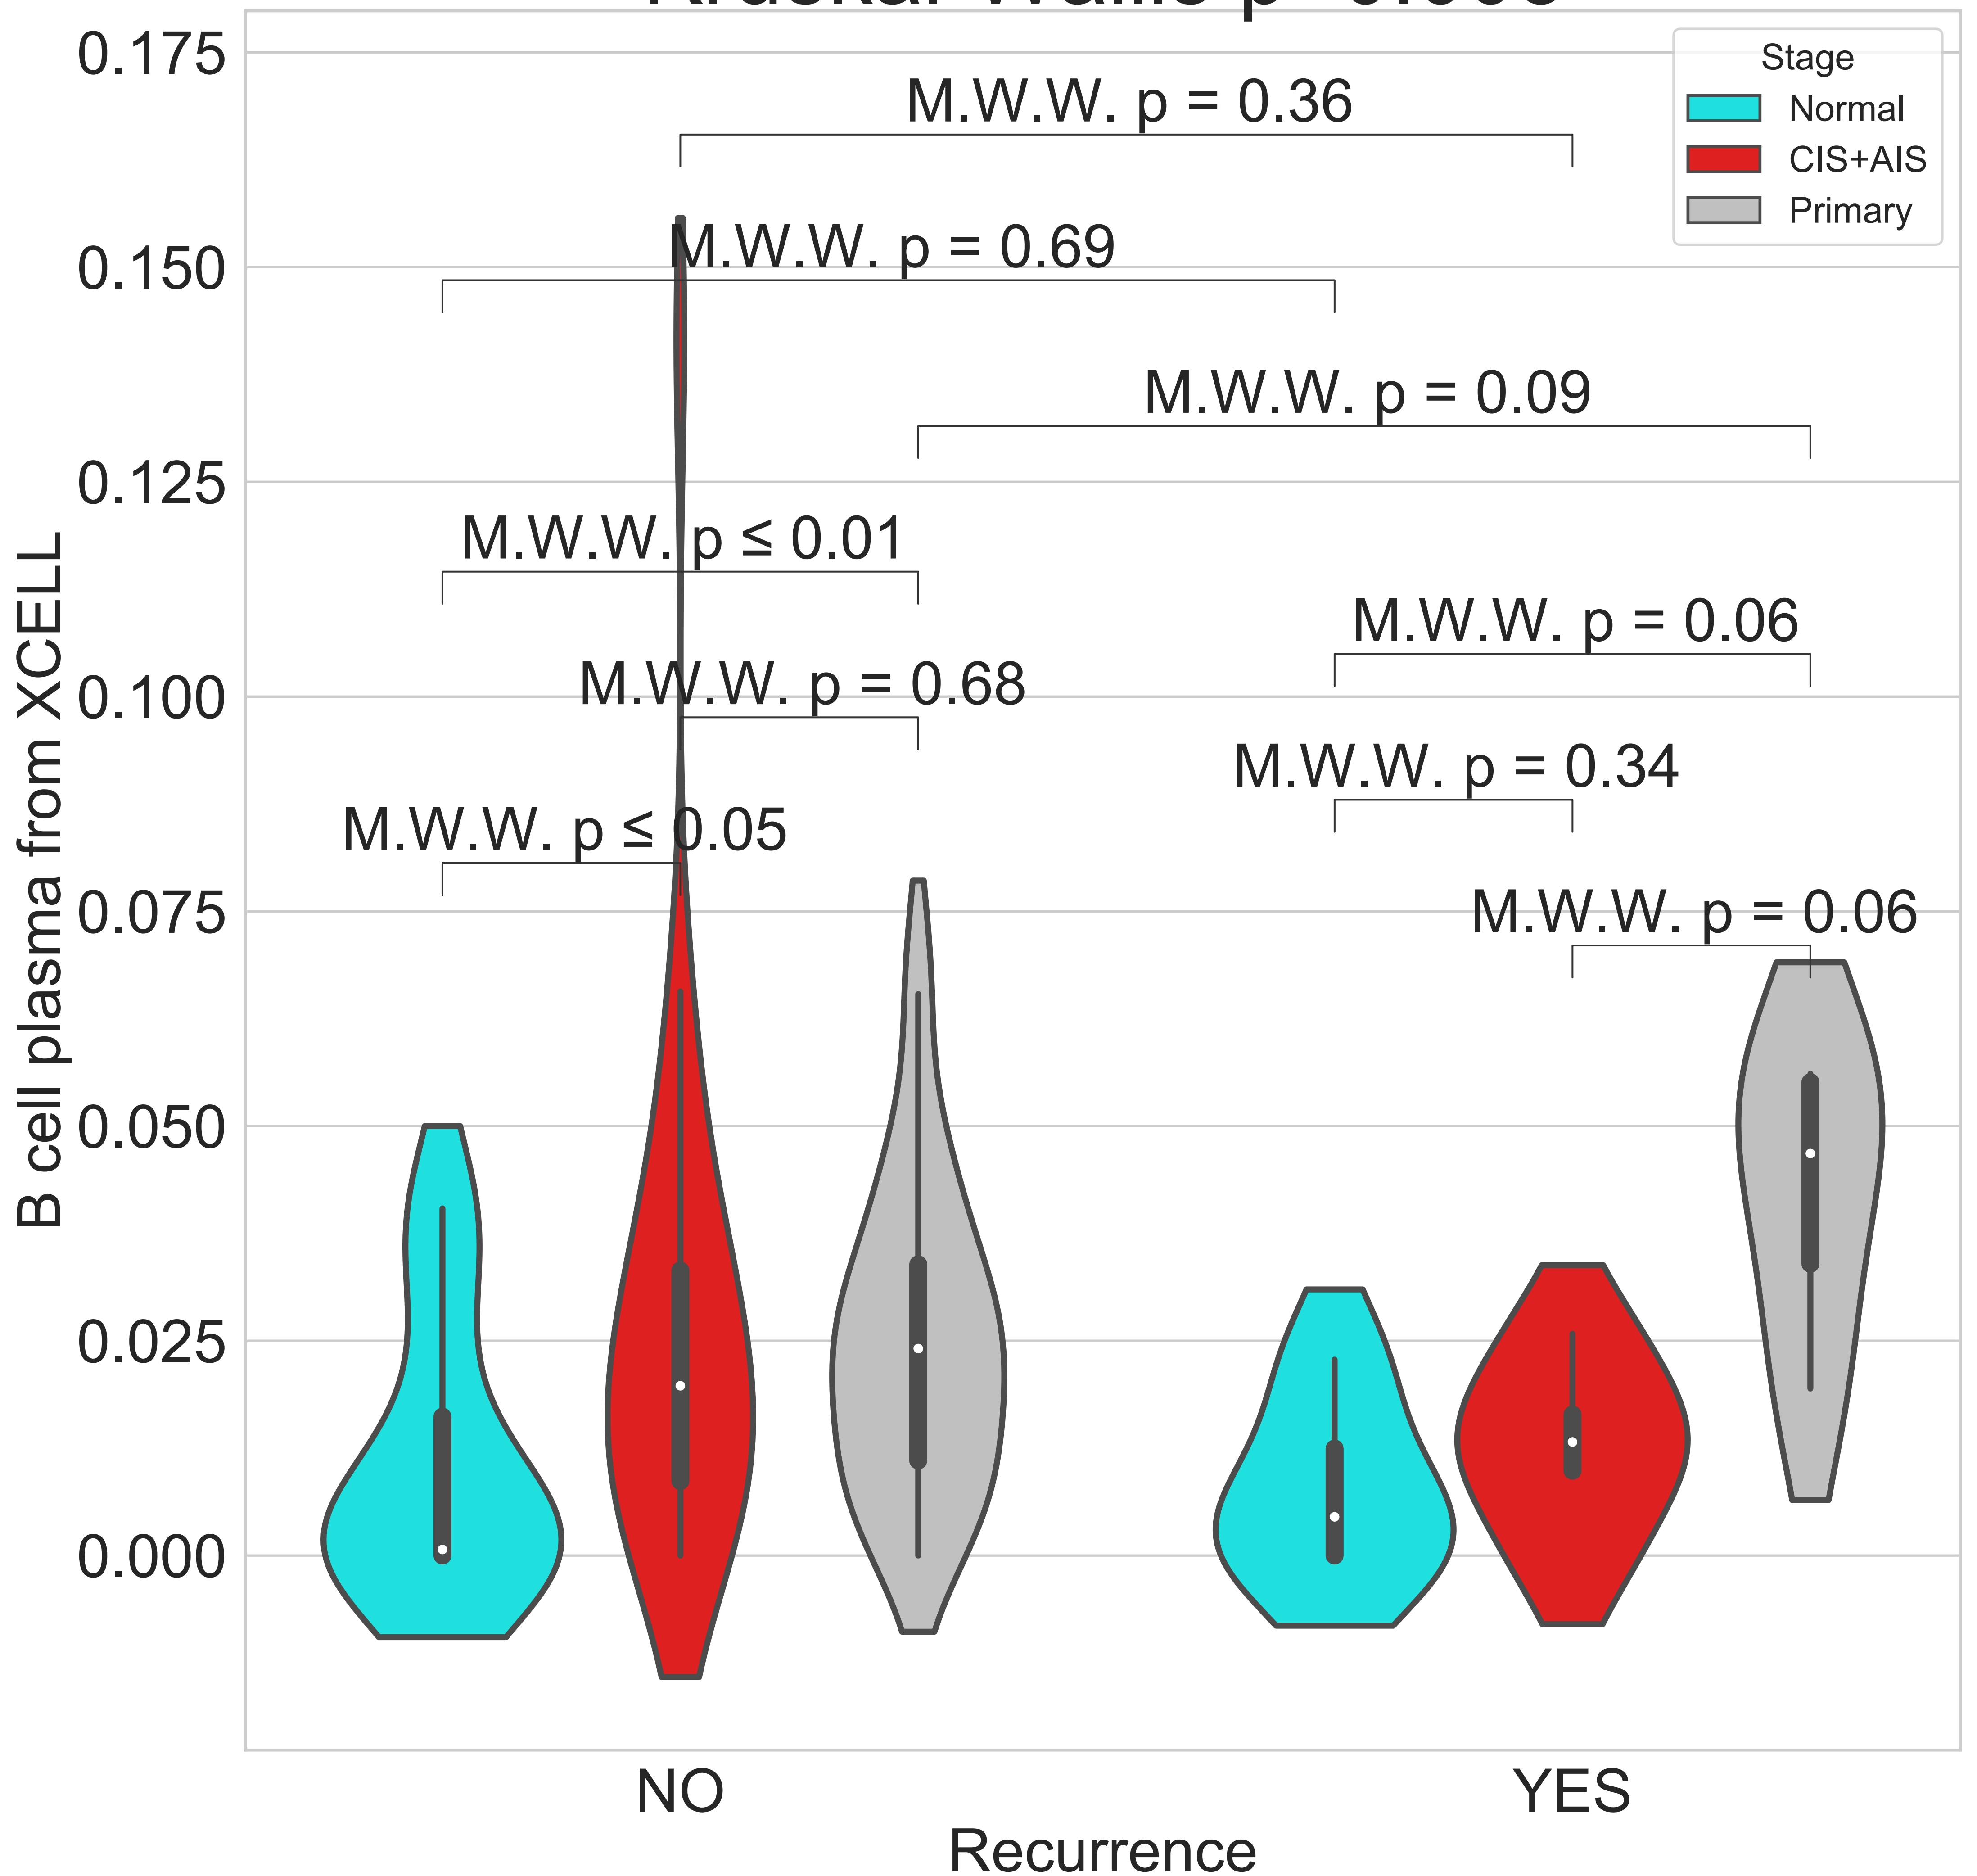 0.175
0.150
0.125
0.100
0.075
0.050
0.025
0.000
B cell plasma from XCELL
Stage
Normal
CIS+AIS
Primary
M.W.W. p = 0.36
M.W.W. p = 0.69
M.W.W. p = 0.09
M.W.W. p ≤ 0.01
M.W.W. p = 0.06
M.W.W. p = 0.68
M.W.W. p = 0.34
M.W.W. p ≤ 0.05
M.W.W. p = 0.06
NO
YES
Recurrence